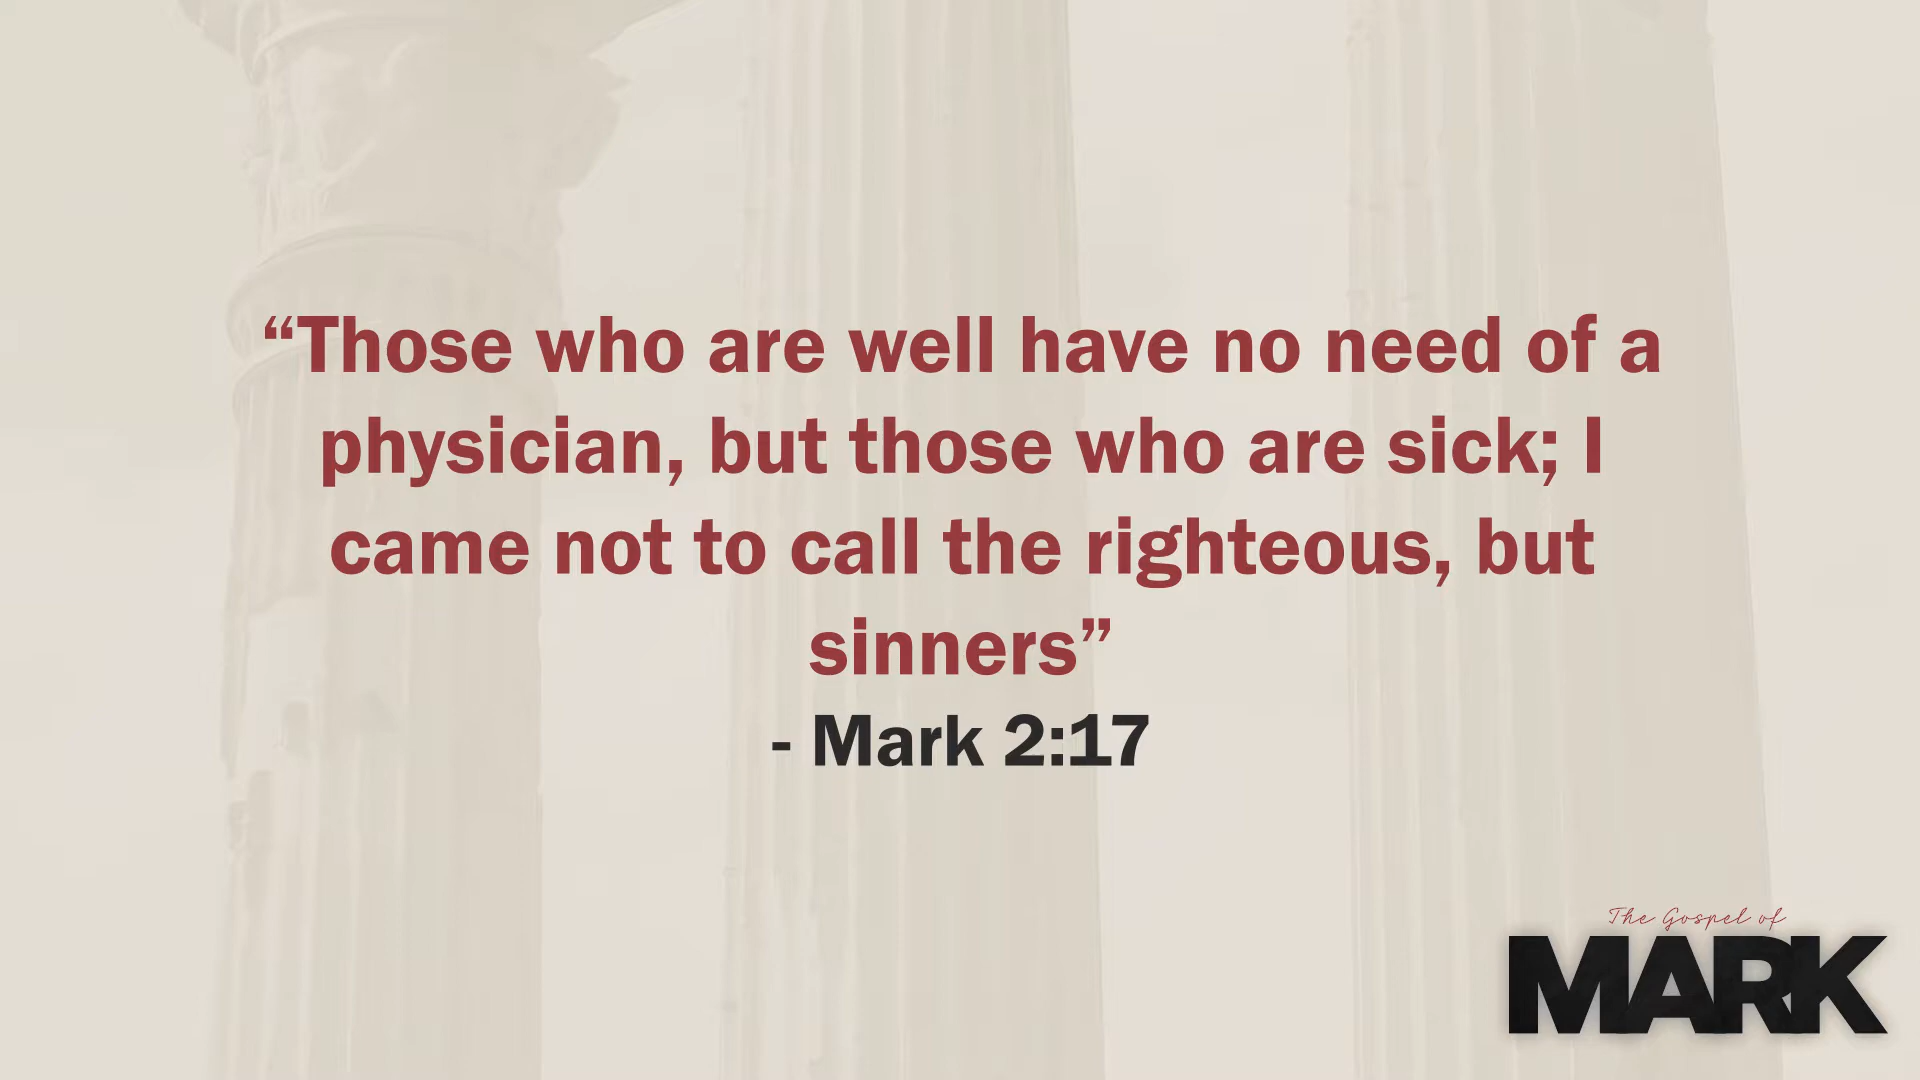 “Those who are well have no need of a
physician, but those who are sick; I
came not to call the righteous, but
sinners”
- Mark 2:17
The Gospel of
MARK